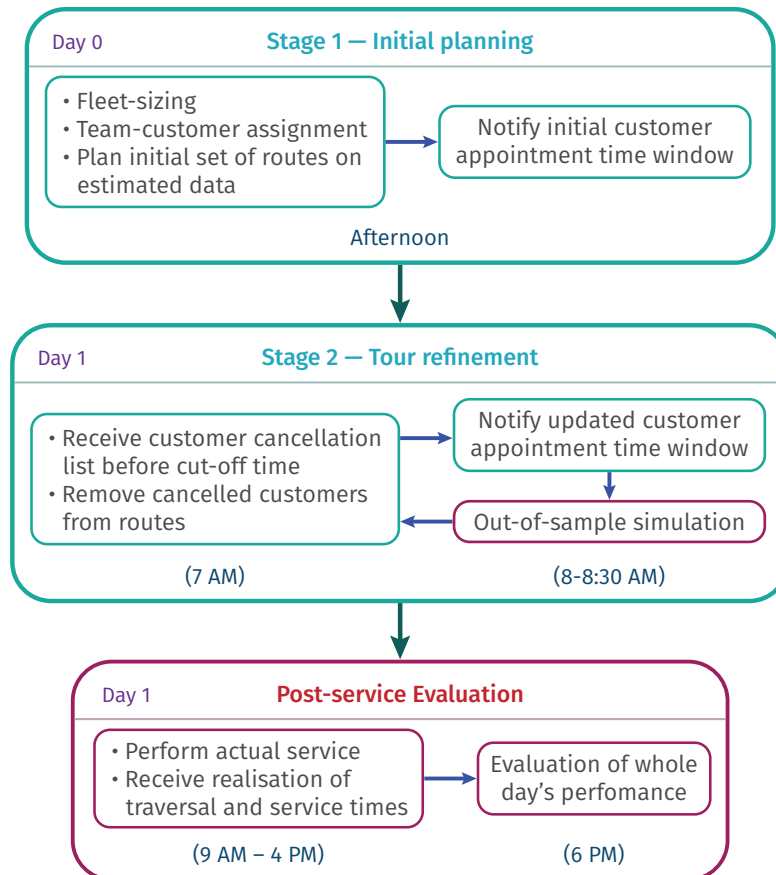 Day 0
Stage 1 — Initial planning
• Fleet-sizing
• Team-customer assignment
• Plan initial set of routes on
estimated data
Notify initial customer
appointment time window
Afternoon
Day 1
Stage 2 — Tour refinement
• Receive customer cancellation
list before cut-off time
• Remove cancelled customers
from routes
Notify updated customer
appointment time window
Out-of-sample simulation
(7 AM)
(8-8:30 AM)
Day 1
Post-service Evaluation
• Perform actual service
• Receive realisation of
traversal and service times
Evaluation of whole
day’s perfomance
(9 AM – 4 PM)
(6 PM)